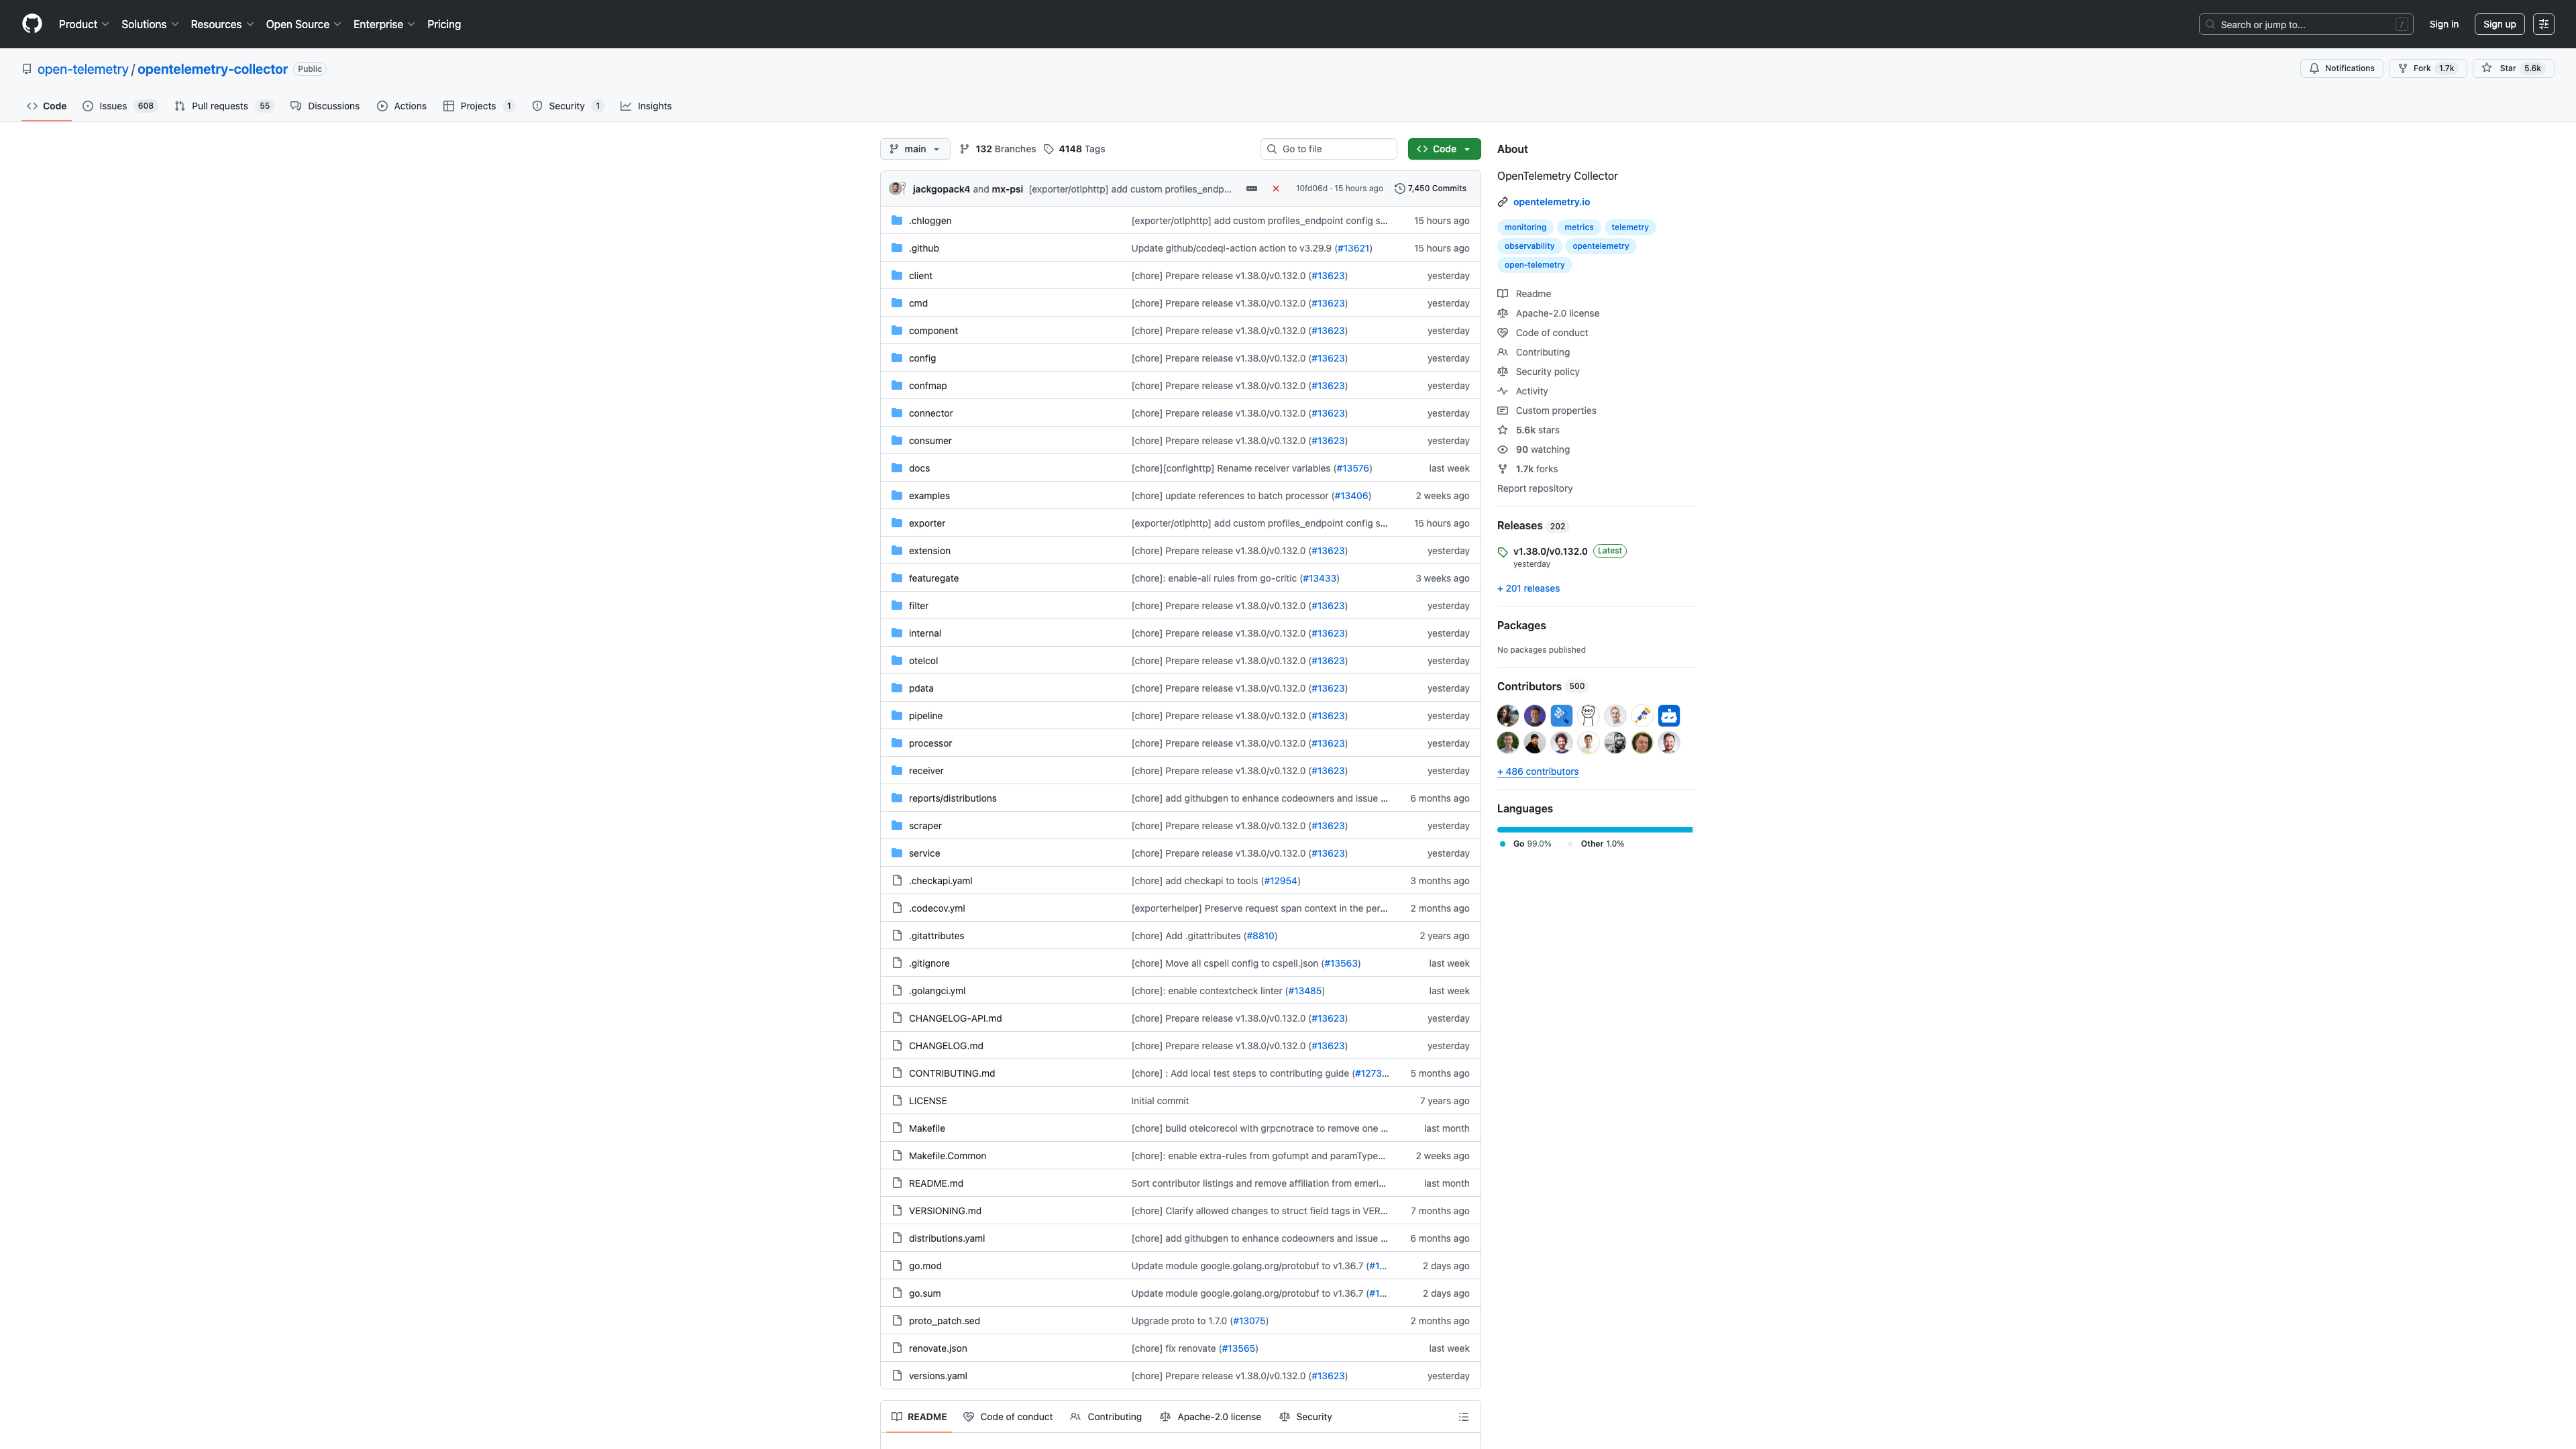 Product Solutions Resources Open Source Enterprise Pricing Search or jump to... / Sign in Sign up
open-telemetry / opentelemetry-collector Public Notifications Fork 1.7k Star 5.6k
Code Issues 608 Pull requests 55 Discussions Actions Projects 1 Security 1 Insights
main 132 Branches 4148 Tags Go to file Code
jackgopack4 and mx-psi [exporter/otlphttp] add custom profiles_endp... 10fd06d · 15 hours ago 7,450 Commits
.chloggen [exporter/otlphttp] add custom profiles_endpoint config s... 15 hours ago
.github Update github/codeql-action action to v3.29.9 (#13621) 15 hours ago
client [chore] Prepare release v1.38.0/v0.132.0 (#13623) yesterday
cmd [chore] Prepare release v1.38.0/v0.132.0 (#13623) yesterday
component [chore] Prepare release v1.38.0/v0.132.0 (#13623) yesterday
config [chore] Prepare release v1.38.0/v0.132.0 (#13623) yesterday
confmap [chore] Prepare release v1.38.0/v0.132.0 (#13623) yesterday
connector [chore] Prepare release v1.38.0/v0.132.0 (#13623) yesterday
consumer [chore] Prepare release v1.38.0/v0.132.0 (#13623) yesterday
docs [chore][confighttp] Rename receiver variables (#13576) last week
examples [chore] update references to batch processor (#13406) 2 weeks ago
exporter [exporter/otlphttp] add custom profiles_endpoint config s... 15 hours ago
extension [chore] Prepare release v1.38.0/v0.132.0 (#13623) yesterday
featuregate [chore]: enable-all rules from go-critic (#13433) 3 weeks ago
filter [chore] Prepare release v1.38.0/v0.132.0 (#13623) yesterday
internal [chore] Prepare release v1.38.0/v0.132.0 (#13623) yesterday
otelcol [chore] Prepare release v1.38.0/v0.132.0 (#13623) yesterday
pdata [chore] Prepare release v1.38.0/v0.132.0 (#13623) yesterday
pipeline [chore] Prepare release v1.38.0/v0.132.0 (#13623) yesterday
processor [chore] Prepare release v1.38.0/v0.132.0 (#13623) yesterday
receiver [chore] Prepare release v1.38.0/v0.132.0 (#13623) yesterday
reports/distributions [chore] add githubgen to enhance codeowners and issue ... 6 months ago
scraper [chore] Prepare release v1.38.0/v0.132.0 (#13623) yesterday
service [chore] Prepare release v1.38.0/v0.132.0 (#13623) yesterday
.checkapi.yaml [chore] add checkapi to tools (#12954) 3 months ago
.codecov.yml [exporterhelper] Preserve request span context in the per... 2 months ago
.gitattributes [chore] Add .gitattributes (#8810) 2 years ago
.gitignore [chore] Move all cspell config to cspell.json (#13563) last week
.golangci.yml [chore]: enable contextcheck linter (#13485) last week
CHANGELOG-API.md [chore] Prepare release v1.38.0/v0.132.0 (#13623) yesterday
CHANGELOG.md [chore] Prepare release v1.38.0/v0.132.0 (#13623) yesterday
CONTRIBUTING.md [chore] : Add local test steps to contributing guide (#1273... 5 months ago
LICENSE Initial commit 7 years ago
Makefile [chore] build otelcorecol with grpcnotrace to remove one ... last month
Makefile.Common [chore]: enable extra-rules from gofumpt and paramType... 2 weeks ago
README.md Sort contributor listings and remove affiliation from emeri... last month
VERSIONING.md [chore] Clarify allowed changes to struct field tags in VER... 7 months ago
distributions.yaml [chore] add githubgen to enhance codeowners and issue ... 6 months ago
go.mod Update module google.golang.org/protobuf to v1.36.7 (#1... 2 days ago
go.sum Update module google.golang.org/protobuf to v1.36.7 (#1... 2 days ago
proto_patch.sed Upgrade proto to 1.7.0 (#13075) 2 months ago
renovate.json [chore] fix renovate (#13565) last week
versions.yaml [chore] Prepare release v1.38.0/v0.132.0 (#13623) yesterday
README Code of conduct Contributing Apache-2.0 license Security
About
OpenTelemetry Collector
opentelemetry.io
monitoring metrics telemetry
observability opentelemetry
open-telemetry
Readme
Apache-2.0 license
Code of conduct
Contributing
Security policy
Activity
Custom properties
5.6k stars
90 watching
1.7k forks
Report repository
Releases 202
v1.38.0/v0.132.0 Latest
yesterday
+ 201 releases
Packages
No packages published
Contributors 500
+ 486 contributors
Languages
Go 99.0% Other 1.0%